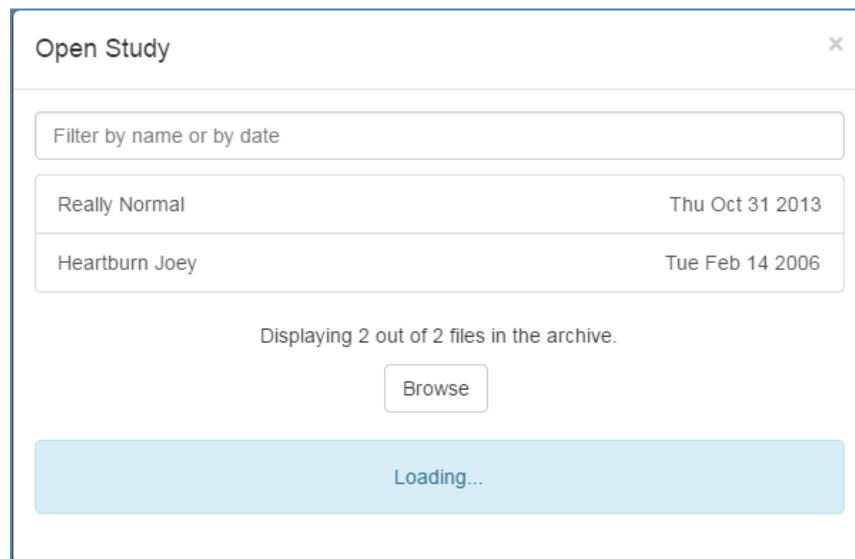 Open Study ×
Filter by name or by date
Really Normal Thu Oct 31 2013
Heartburn Joey Tue Feb 14 2006
Displaying 2 out of 2 files in the archive.
Browse
Loading...